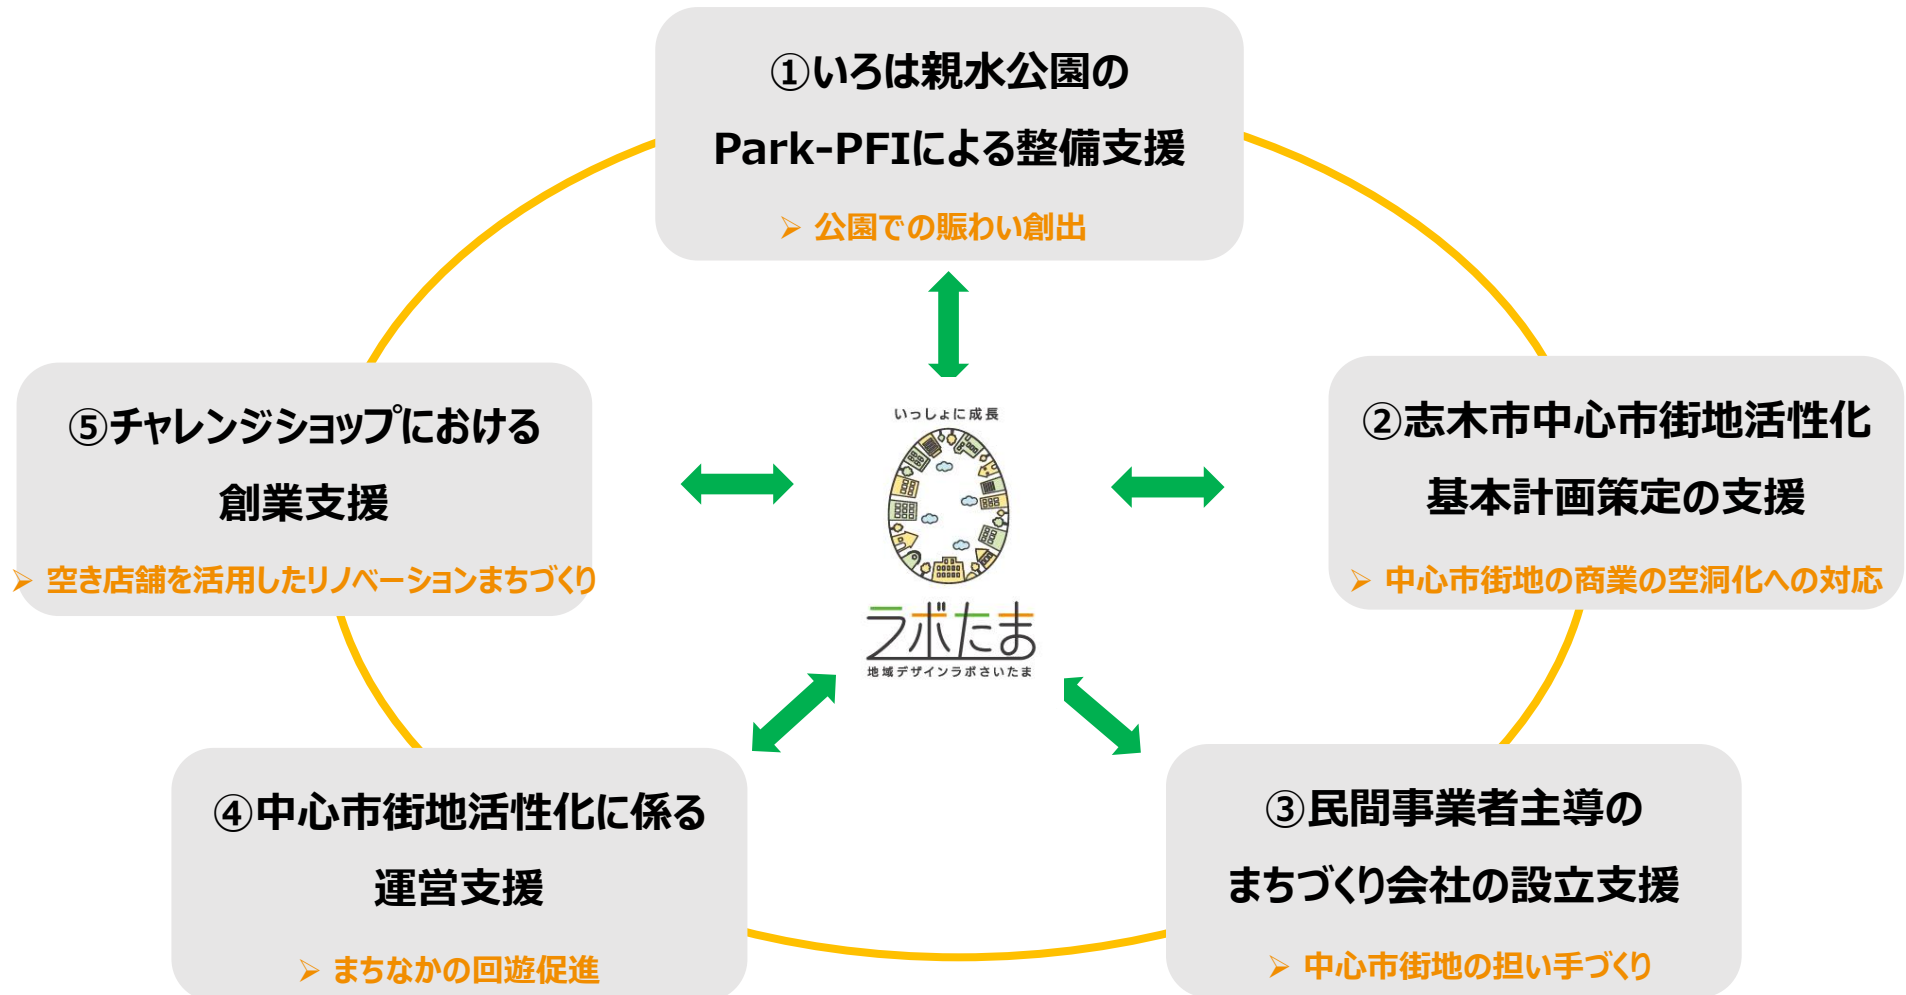 ①いろは親水公園の
Park-PFIによる整備支援
➢ 公園での賑わい創出
②志木市中心市街地活性化
基本計画策定の支援
➢ 中心市街地の商業の空洞化への対応
③民間事業者主導の
まちづくり会社の設立支援
➢ 中心市街地の担い手づくり
④中心市街地活性化に係る
運営支援
➢ まちなかの回遊促進
⑤チャレンジショップにおける
創業支援
➢ 空き店舗を活用したリノベーションまちづくり
いっしょに成長
ラボたま
地域デザインラボさいたま